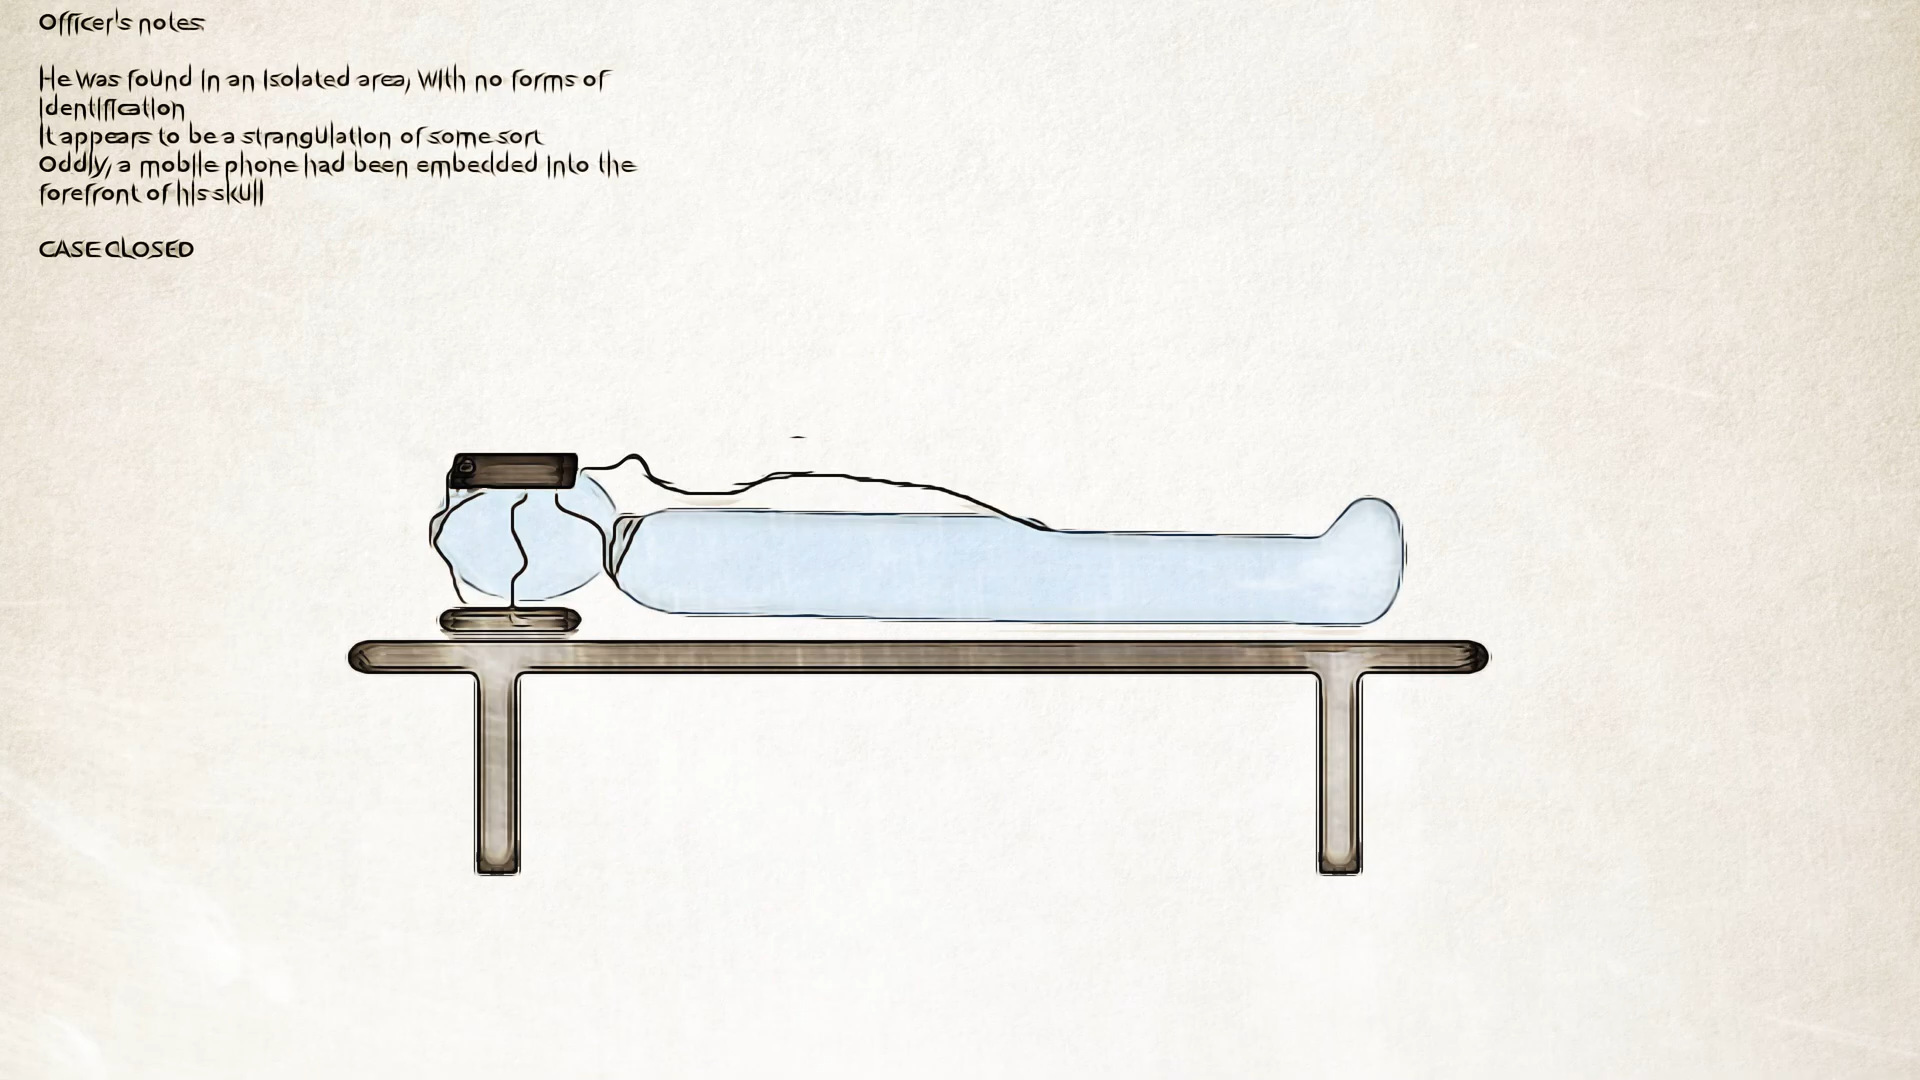 Officer's notes
He was found in an isolated area, with no forms of
identification
It appears to be a strangulation of some sort
Oddly, a mobile phone had been embedded into the
forefront of his skull
CASE CLOSED